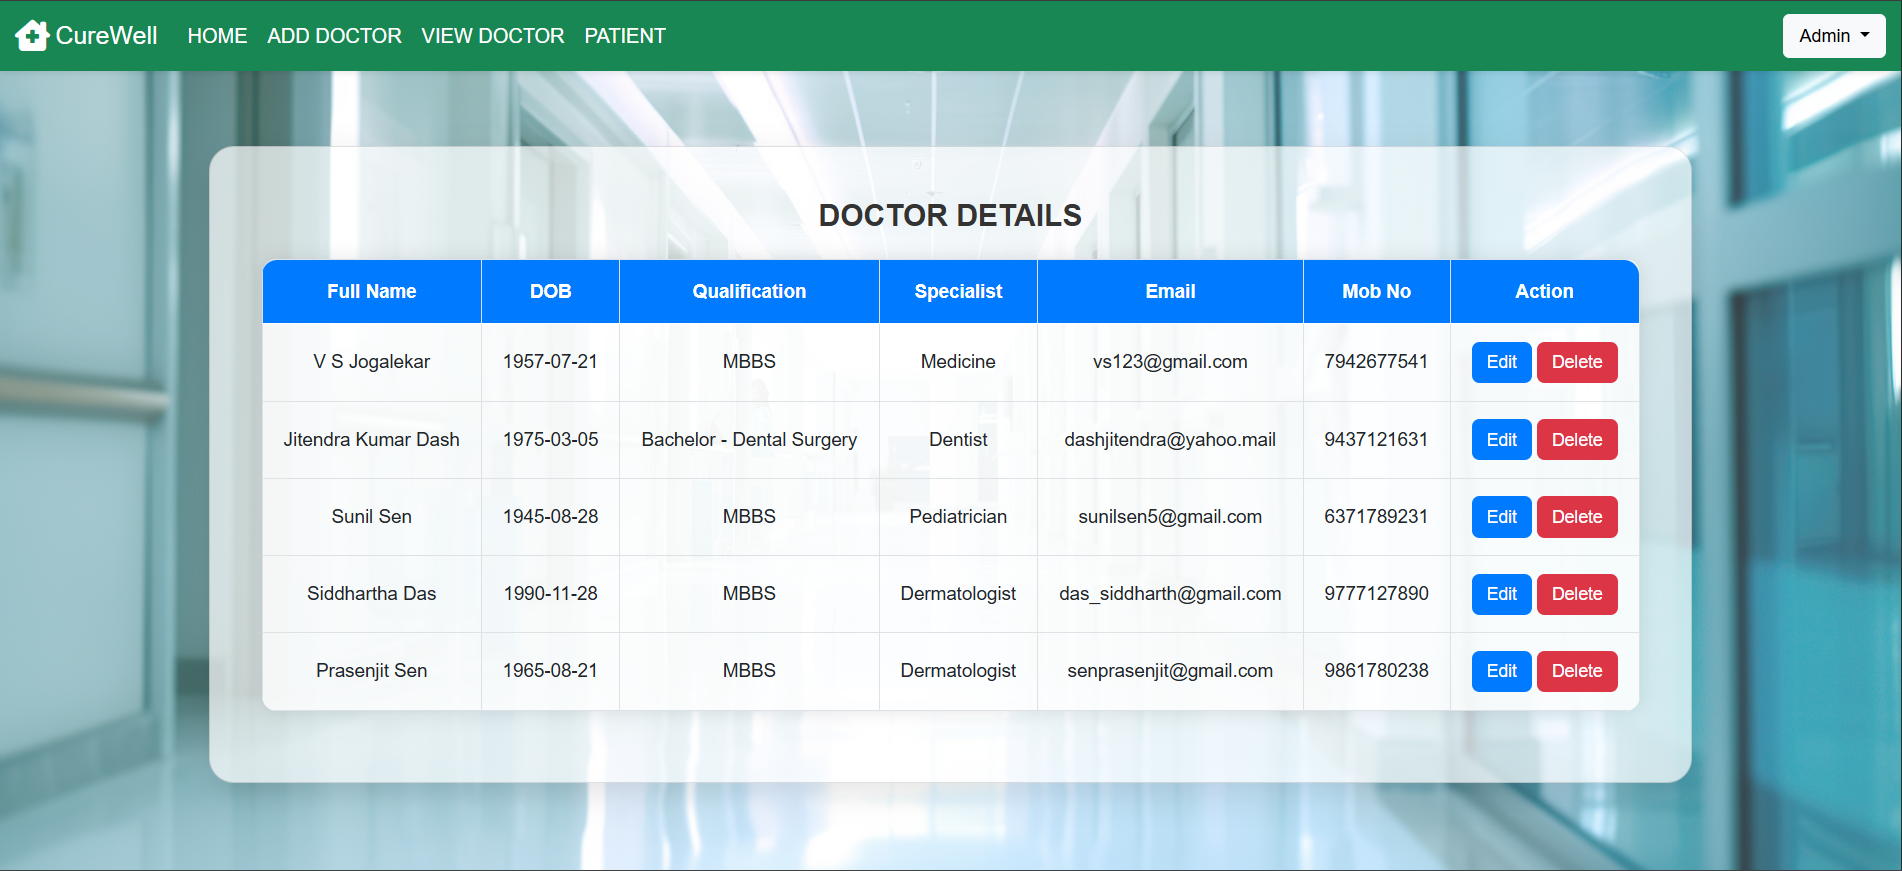 CureWell HOME ADD DOCTOR VIEW DOCTOR PATIENT Admin
DOCTOR DETAILS
Full Name DOB Qualification Specialist Email Mob No Action
V S Jogalekar 1957-07-21 MBBS Medicine vs123@gmail.com 7942677541 Edit Delete
Jitendra Kumar Dash 1975-03-05 Bachelor - Dental Surgery Dentist dashjitendra@yahoo.mail 9437121631 Edit Delete
Sunil Sen 1945-08-28 MBBS Pediatrician sunilsen5@gmail.com 6371789231 Edit Delete
Siddhartha Das 1990-11-28 MBBS Dermatologist das_siddharth@gmail.com 9777127890 Edit Delete
Prasenjit Sen 1965-08-21 MBBS Dermatologist senprasenjit@gmail.com 9861780238 Edit Delete